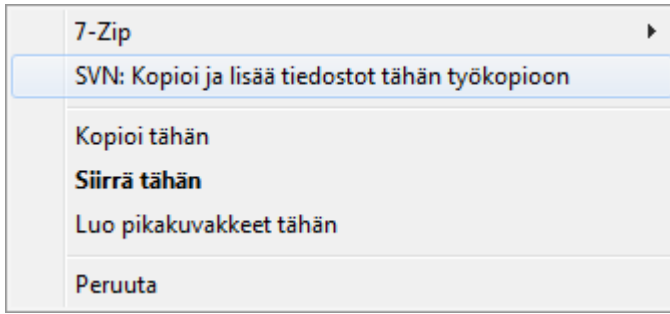 7-Zip
SVN: Kopioi ja lisää tiedostot tähän työkopioon
Kopioi tähän
Siirrä tähän
Luo pikakuvakkeet tähän
Peruuta